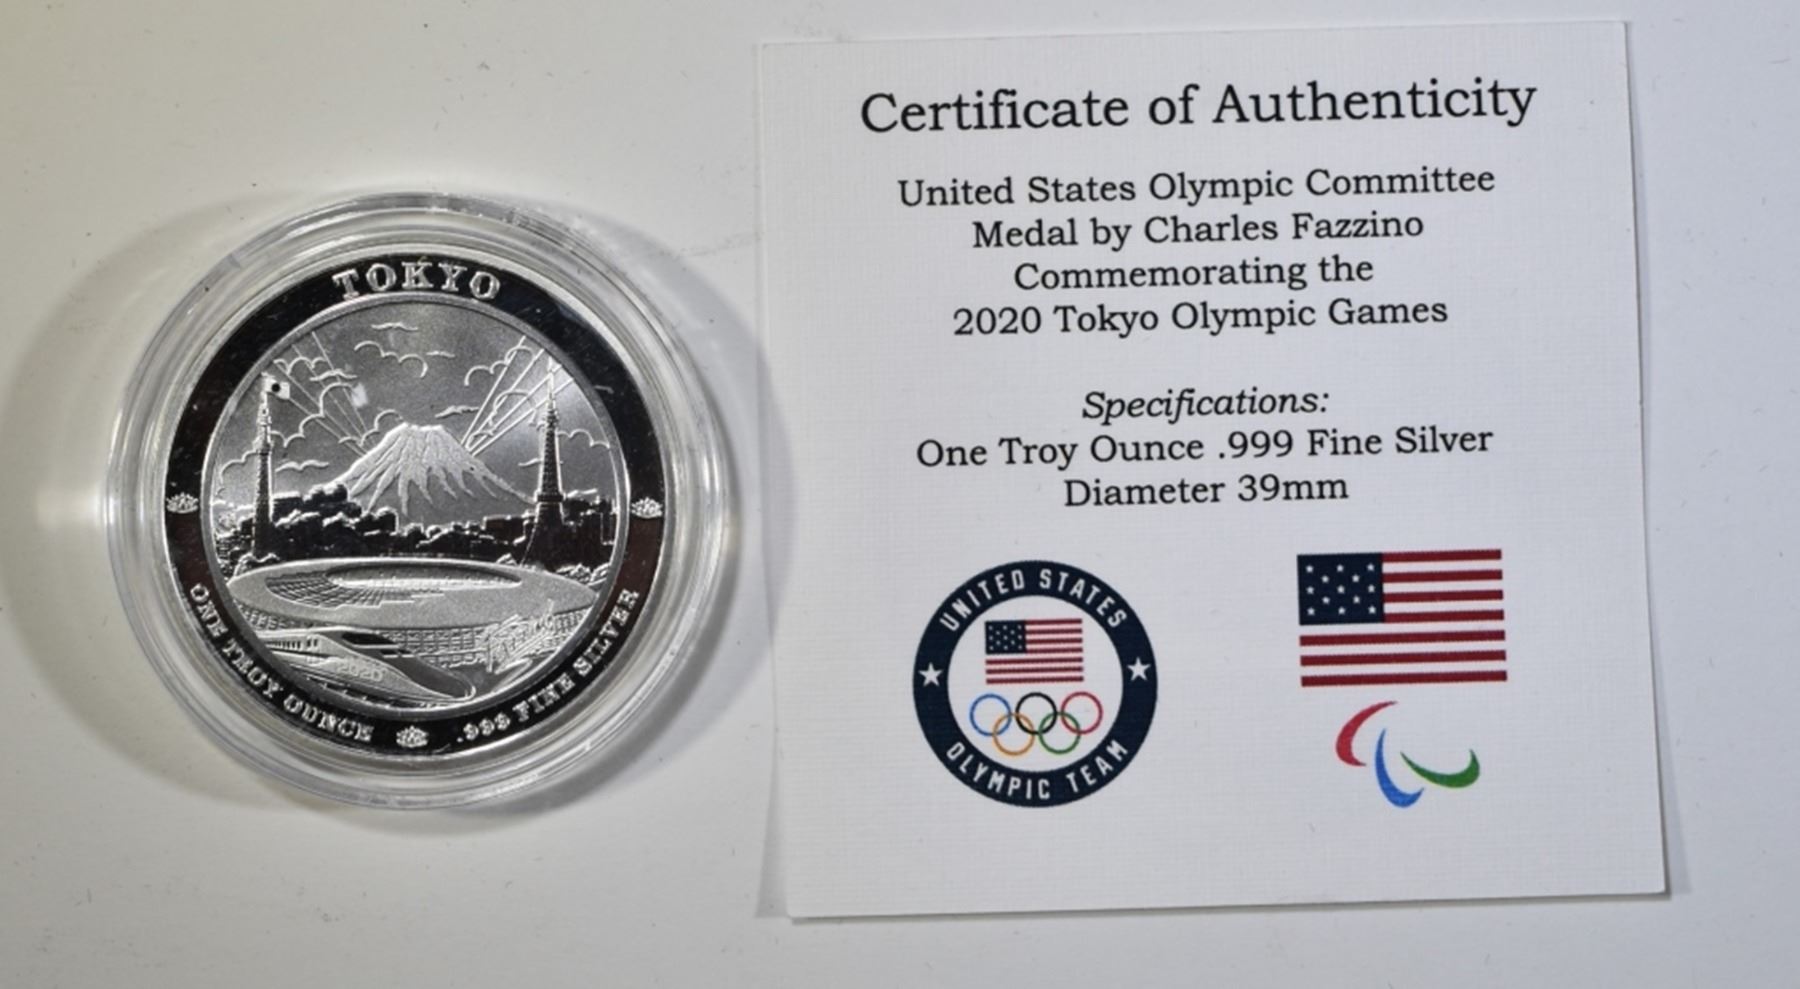 TOKYO
2020
ONE TROY OUNCE .999 FINE SILVER
Certificate of Authenticity
United States Olympic Committee
Medal by Charles Fazzino
Commemorating the
2020 Tokyo Olympic Games
Specifications:
One Troy Ounce .999 Fine Silver
Diameter 39mm
UNITED STATES
OLYMPIC TEAM